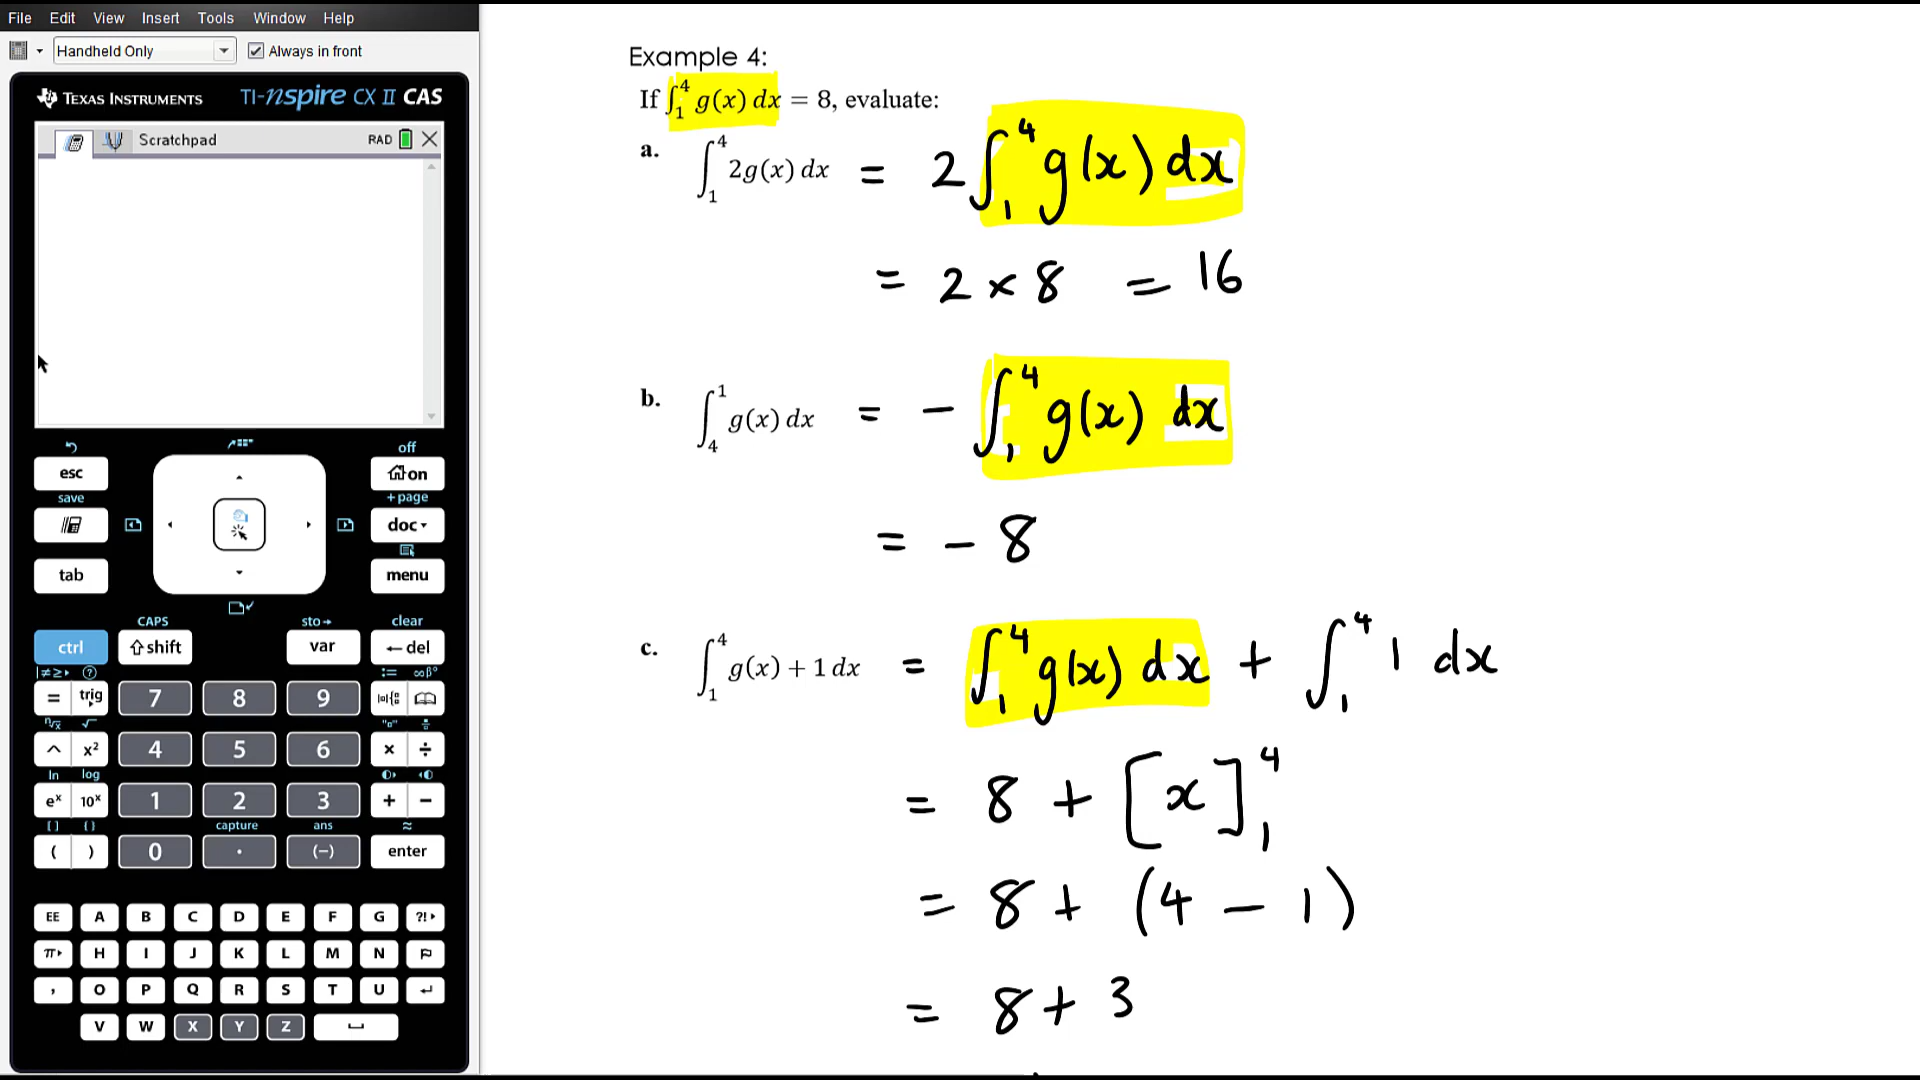 File Edit View Insert Tools Window Help
Handheld Only Always in front
TEXAS INSTRUMENTS TI-nspire CX II CAS
Scratchpad RAD
off
esc on
save + page
doc
tab menu
CAPS sto→ clear
ctrl ⇧shift var ←del
|≠≥▸ ? := ∞β°
= trig 7 8 9 |□|{
ⁿ√x √ "□" ÷
^ x² 4 5 6 × ÷
ln log
eˣ 10ˣ 1 2 3 + −
[ ] { } capture ans ≈
( ) 0 . (−) enter
EE A B C D E F G ?!▸
π▸ H I J K L M N
, O P Q R S T U ↵
V W X Y Z
Example 4:
If ∫₁⁴ g(x) dx = 8, evaluate:
a. ∫₁⁴ 2g(x) dx = 2∫₁⁴ g(x) dx
= 2 × 8 = 16
b. ∫₄¹ g(x) dx = − ∫₁⁴ g(x) dx
= − 8
c. ∫₁⁴ g(x) + 1 dx = ∫₁⁴ g(x) dx + ∫₁⁴ 1 dx
= 8 + [x]₁⁴
= 8 + (4 − 1)
= 8 + 3